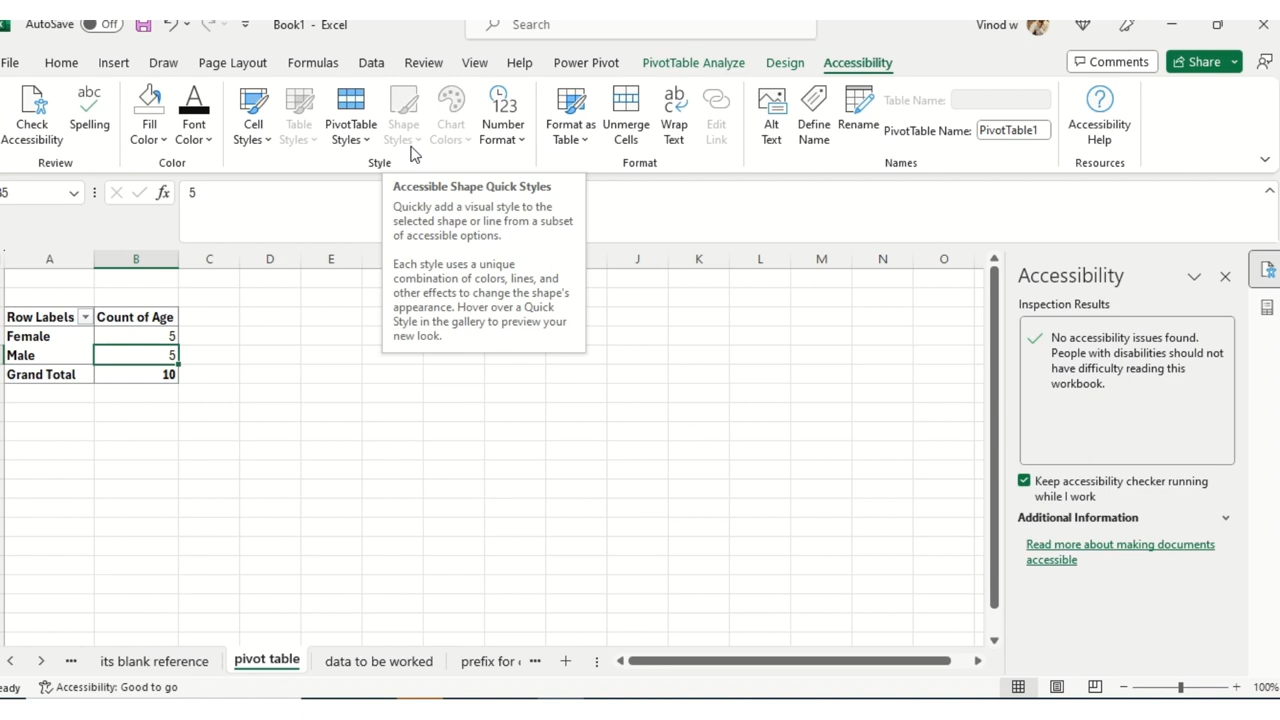 AutoSave Off Book1 - Excel Search Vinod w
File Home Insert Draw Page Layout Formulas Data Review View Help Power Pivot PivotTable Analyze Design Accessibility Comments Share
Check Accessibility
Spelling
Fill Color
Font Color
Cell Styles
Table Styles
PivotTable Styles
Shape Styles
Chart Colors
Number Format
Format as Table
Unmerge Cells
Wrap Text
Edit Link
Alt Text
Define Name
Rename
Table Name:
PivotTable Name: PivotTable1
Accessibility Help
Review Color Style Format Names Resources
fx 5
Accessible Shape Quick Styles
Quickly add a visual style to the
selected shape or line from a subset
of accessible options.
Each style uses a unique
combination of colors, lines, and
other effects to change the shape's
appearance. Hover over a Quick
Style in the gallery to preview your
new look.
A B C D E J K L M N O
Row Labels Count of Age
Female 5
Male 5
Grand Total 10
Accessibility
Inspection Results
No accessibility issues found.
People with disabilities should not
have difficulty reading this
workbook.
Keep accessibility checker running
while I work
Additional Information
Read more about making documents
accessible
its blank reference pivot table data to be worked prefix for
Accessibility: Good to go 100%